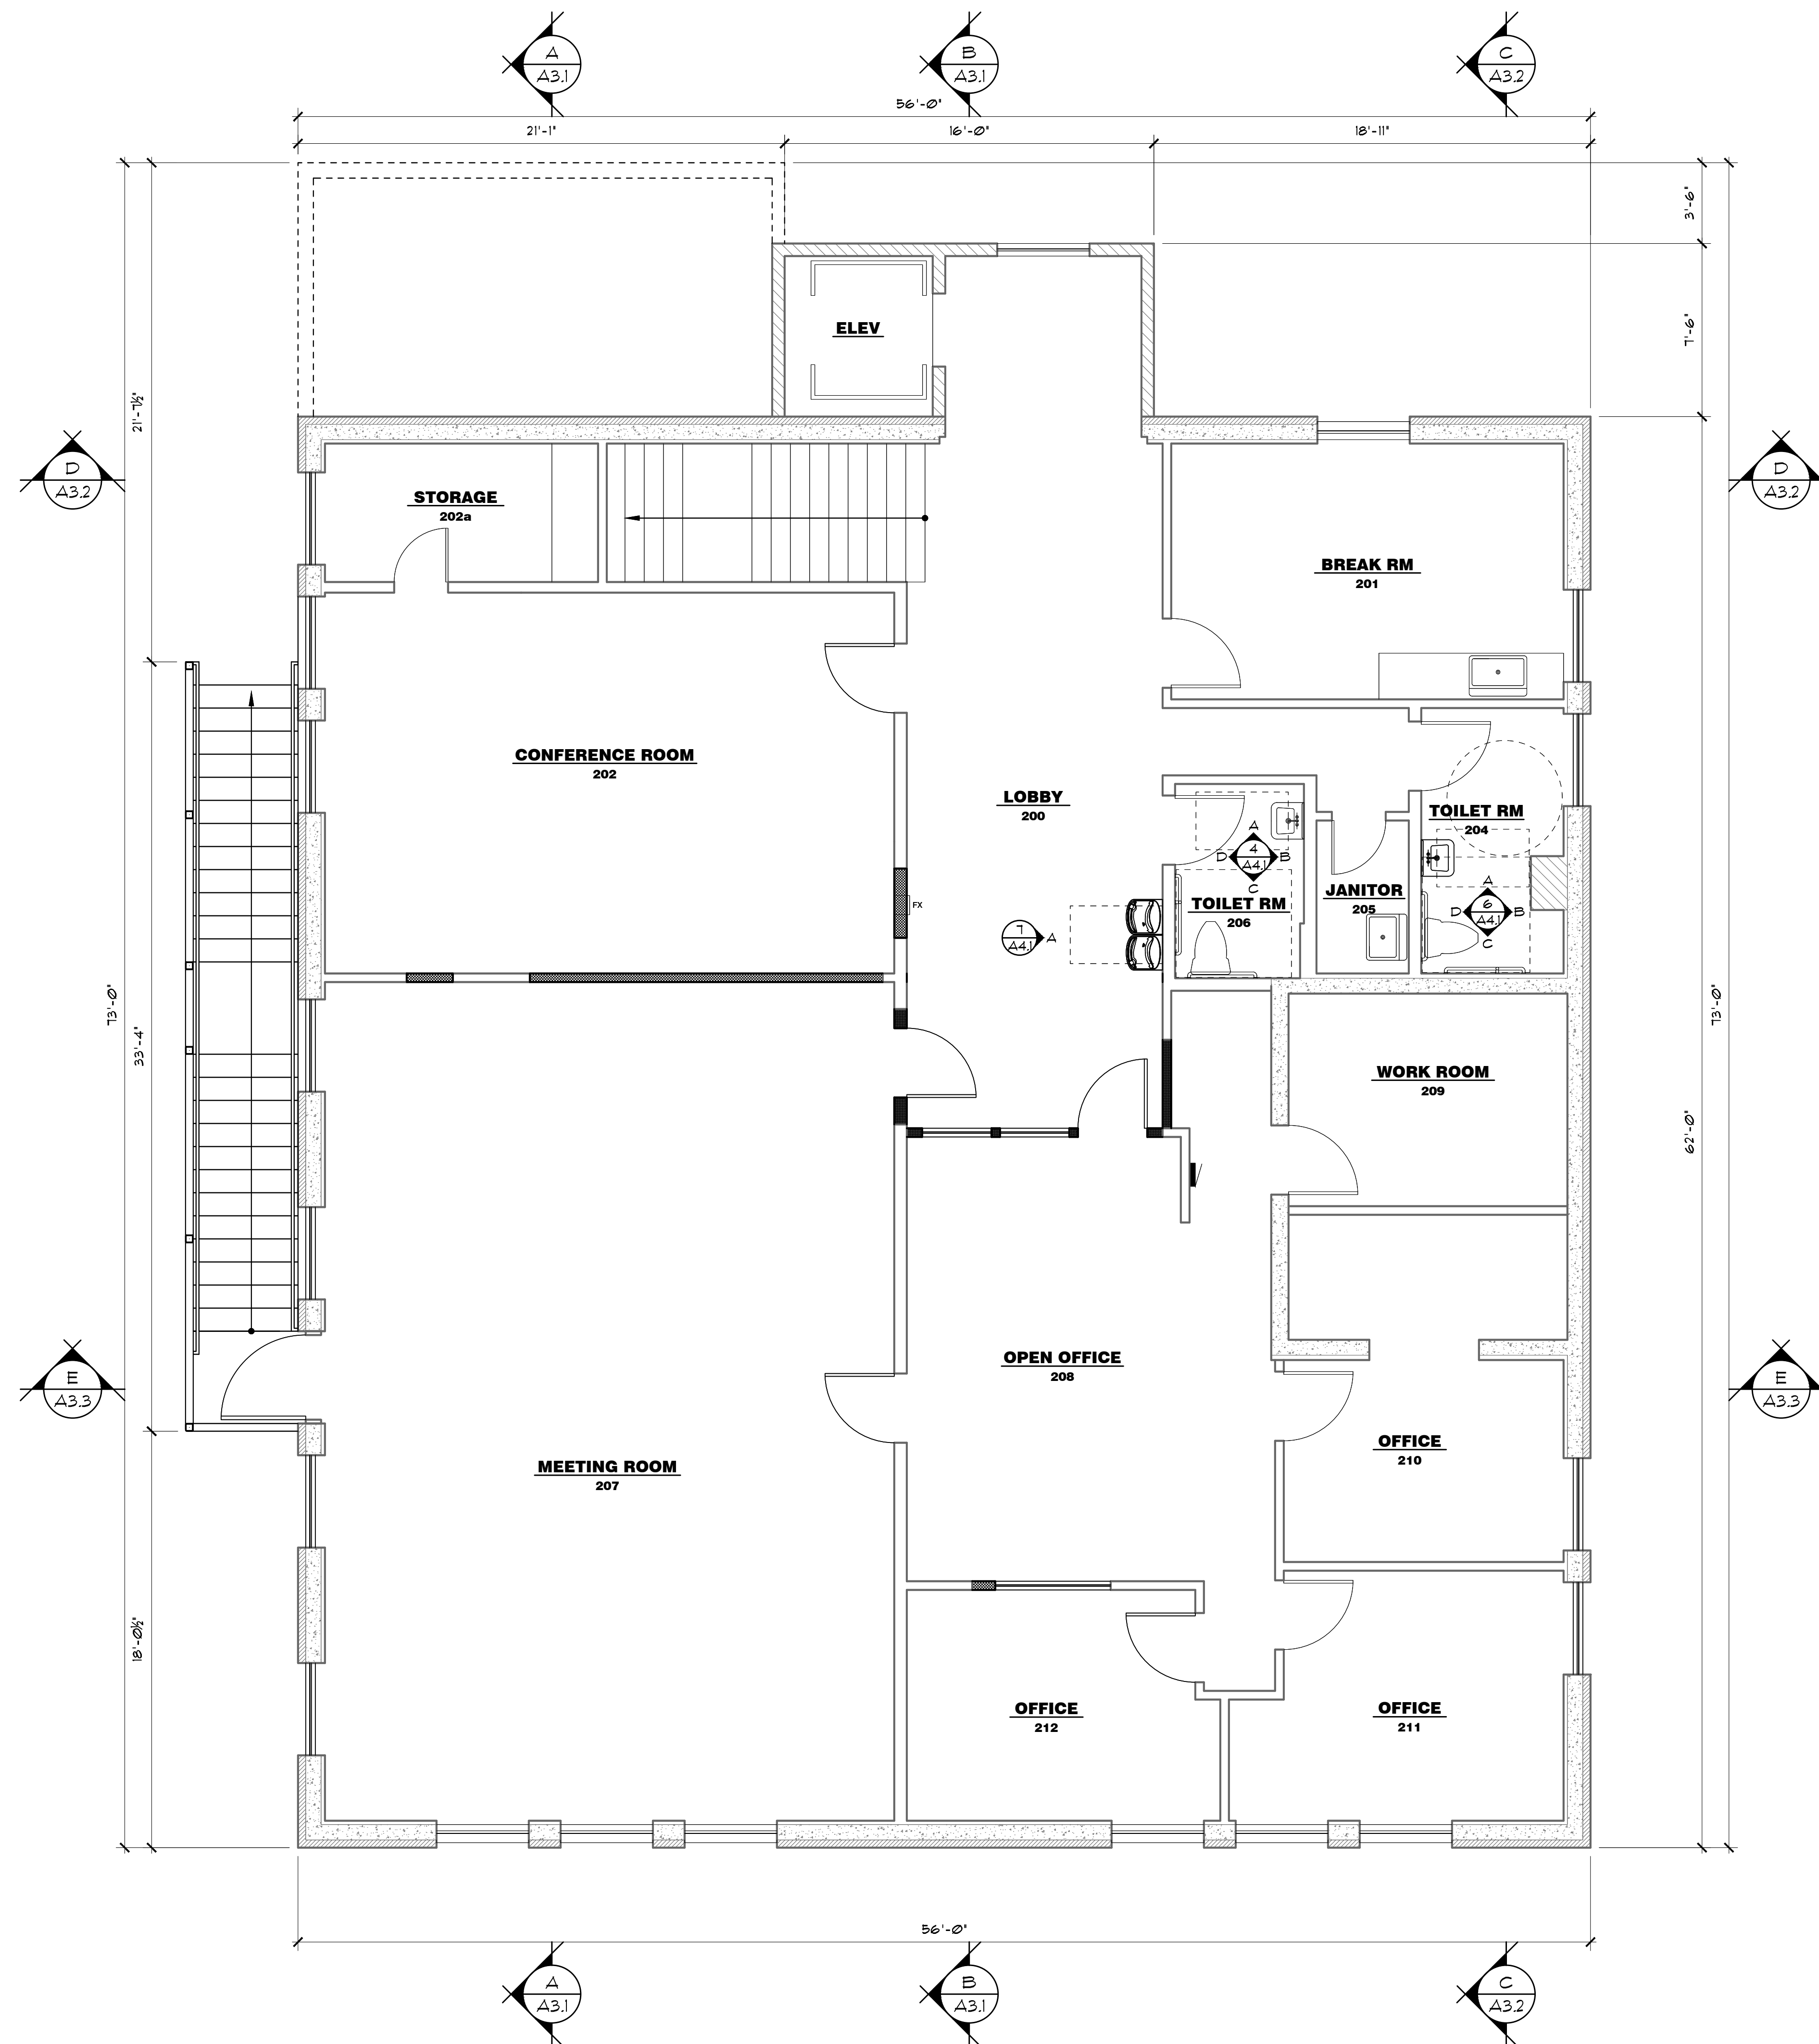 A
A3.1
B
A3.1
C
A3.2
56'-0"
21'-1"
16'-0"
18'-11"
3'-6"
7'-6"
ELEV
21'-7½"
D
A3.2
D
A3.2
STORAGE
202a
BREAK RM
201
CONFERENCE ROOM
202
LOBBY
200
TOILET RM
204
A
4
D
B
A4.1
C
JANITOR
205
TOILET RM
206
A
6
D
B
A4.1
C
FX
7
A
A4.1
73'-0"
33'-4"
73'-0"
62'-0"
WORK ROOM
209
OPEN OFFICE
208
E
A3.3
E
A3.3
OFFICE
210
MEETING ROOM
207
18'-0½"
OFFICE
212
OFFICE
211
56'-0"
A
A3.1
B
A3.1
C
A3.2